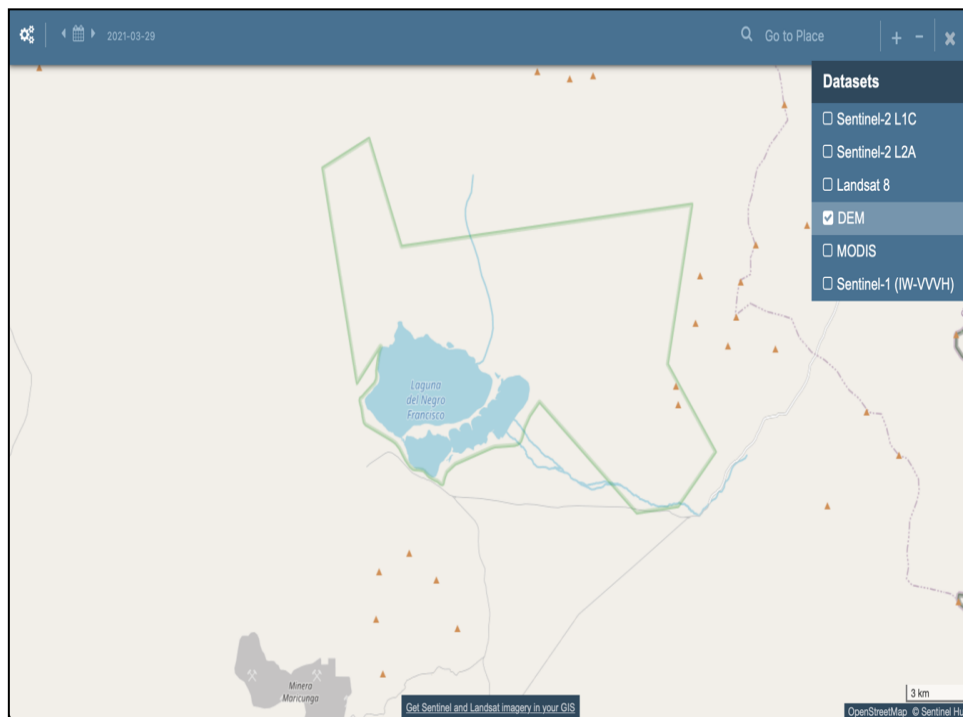 2021-03-29
Go to Place
+ -
Datasets
Sentinel-2 L1C
Sentinel-2 L2A
Landsat 8
DEM
MODIS
Sentinel-1 (IW-VVVH)
Laguna
del Negro
Francisco
Minera
Maricunga
3 km
Get Sentinel and Landsat imagery in your GIS
OpenStreetMap © Sentinel Hu